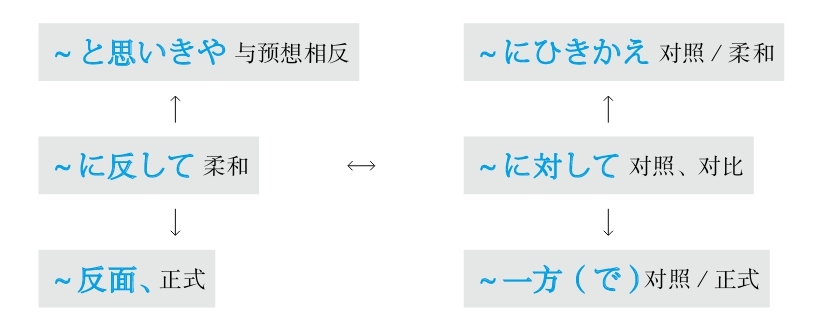 ~と思いきや 与预想相反
~にひきかえ 对照 / 柔和
~に反して 柔和
~に対して 对照、对比
~反面、正式
~一方（で）对照 / 正式